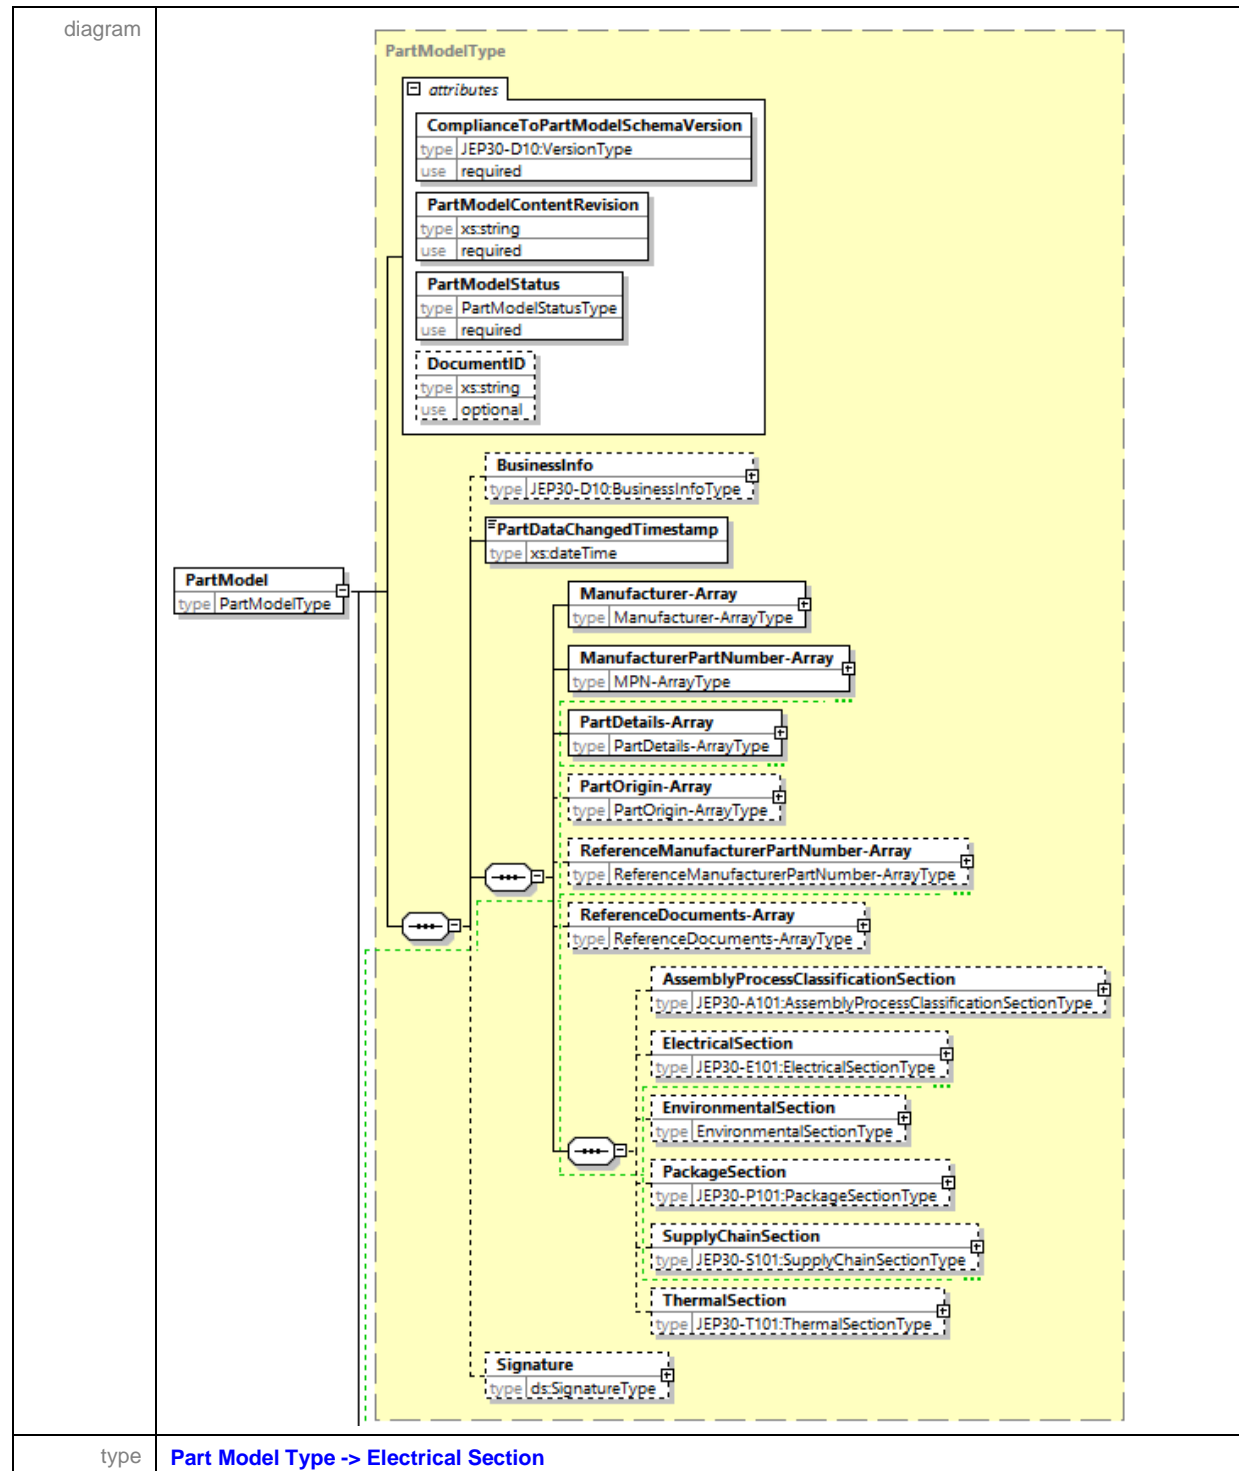 diagram
PartModelType
attributes
ComplianceToPartModelSchemaVersion
type JEP30-D10:VersionType
use required
PartModelContentRevision
type xs:string
use required
PartModelStatus
type PartModelStatusType
use required
DocumentID
type xs:string
use optional
BusinessInfo
type JEP30-D10:BusinessInfoType
PartDataChangedTimestamp
type xs:dateTime
PartModel
type PartModelType
Manufacturer-Array
type Manufacturer-ArrayType
ManufacturerPartNumber-Array
type MPN-ArrayType
PartDetails-Array
type PartDetails-ArrayType
PartOrigin-Array
type PartOrigin-ArrayType
ReferenceManufacturerPartNumber-Array
type ReferenceManufacturerPartNumber-ArrayType
ReferenceDocuments-Array
type ReferenceDocuments-ArrayType
AssemblyProcessClassificationSection
type JEP30-A101:AssemblyProcessClassificationSectionType
ElectricalSection
type JEP30-E101:ElectricalSectionType
EnvironmentalSection
type EnvironmentalSectionType
PackageSection
type JEP30-P101:PackageSectionType
SupplyChainSection
type JEP30-S101:SupplyChainSectionType
ThermalSection
type JEP30-T101:ThermalSectionType
Signature
type ds:SignatureType
type Part Model Type -> Electrical Section